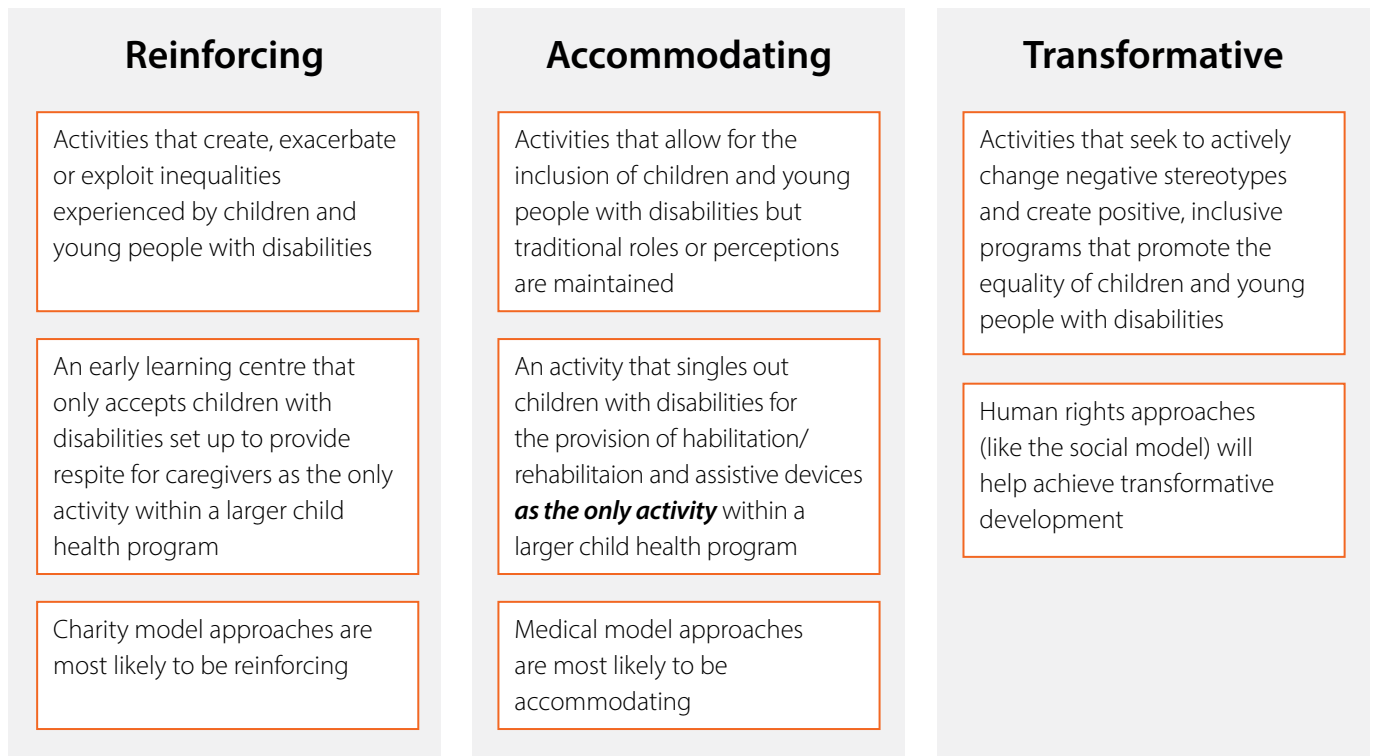 Reinforcing
Activities that create, exacerbate
or exploit inequalities
experienced by children and
young people with disabilities
An early learning centre that
only accepts children with
disabilities set up to provide
respite for caregivers as the only
activity within a larger child
health program
Charity model approaches are
most likely to be reinforcing
Accommodating
Activities that allow for the
inclusion of children and young
people with disabilities but
traditional roles or perceptions
are maintained
An activity that singles out
children with disabilities for
the provision of habilitation/
rehabilitaion and assistive devices
as the only activity within a
larger child health program
Medical model approaches
are most likely to be
accommodating
Transformative
Activities that seek to actively
change negative stereotypes
and create positive, inclusive
programs that promote the
equality of children and young
people with disabilities
Human rights approaches
(like the social model) will
help achieve transformative
development